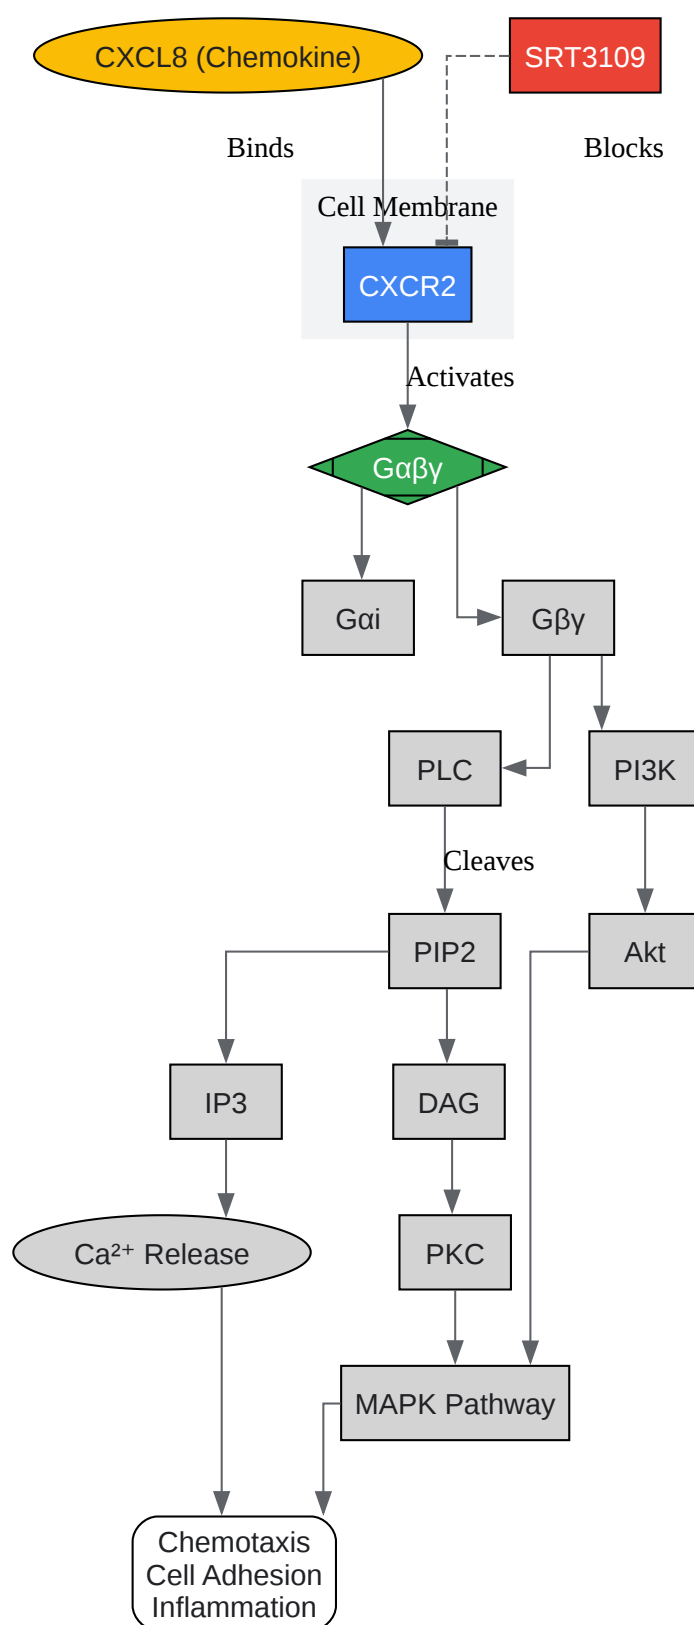 CXCL8 (Chemokine)
SRT3109
Binds
Blocks
Cell Membrane
CXCR2
Activates
Gαβγ
Gαi
Gβγ
PLC
PI3K
Cleaves
PIP2
Akt
IP3
DAG
Ca²⁺ Release
PKC
MAPK Pathway
Chemotaxis
Cell Adhesion
Inflammation